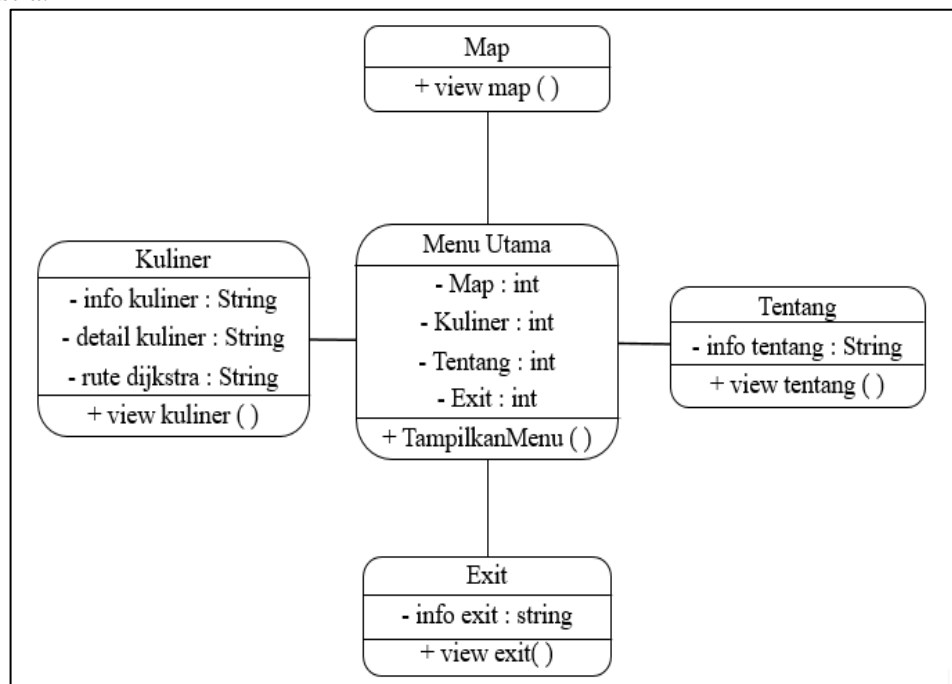 Map
+ view map ( )
Kuliner
- info kuliner : String
- detail kuliner : String
- rute dijkstra : String
+ view kuliner ( )
Menu Utama
- Map : int
- Kuliner : int
- Tentang : int
- Exit : int
+ TampilkanMenu ( )
Tentang
- info tentang : String
+ view tentang ( )
Exit
- info exit : string
+ view exit( )